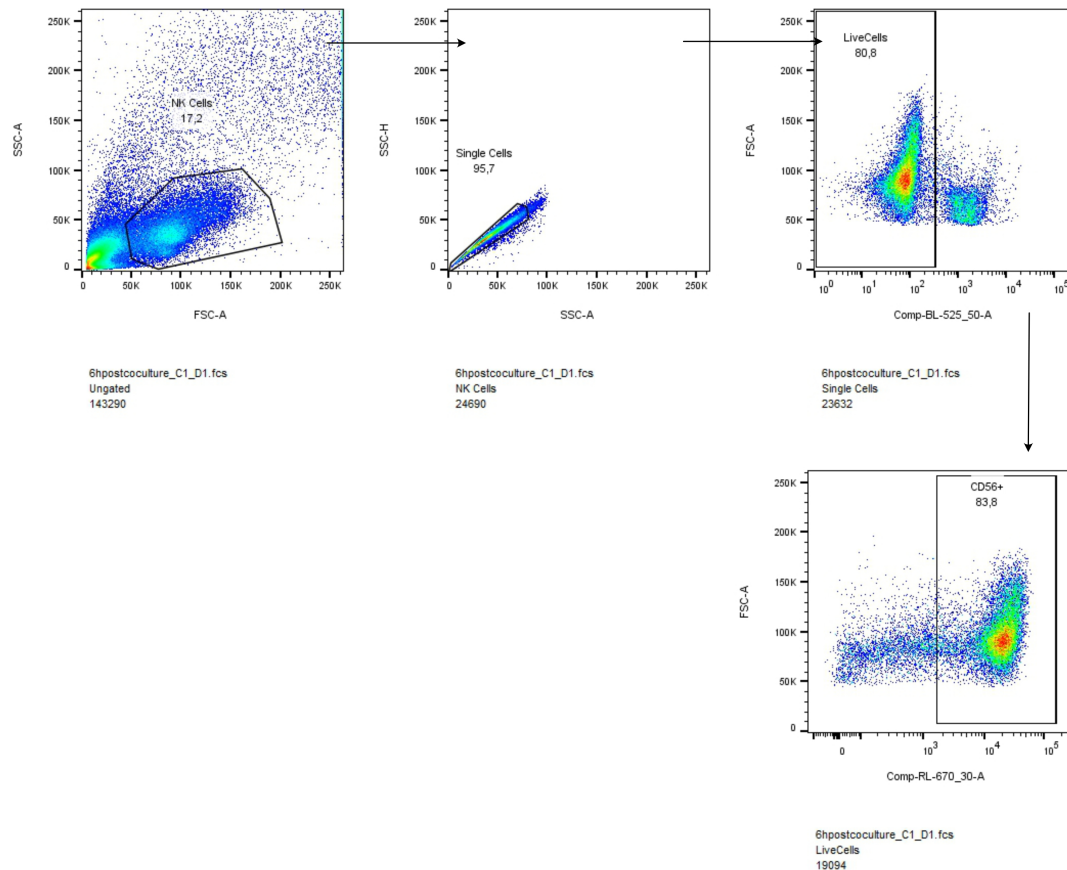 250K
200K
150K
100K
50K
0
SSC-A
NK Cells
17,2
0
50K
100K
150K
200K
250K
FSC-A
6hpostcoculture_C1_D1.fcs
Ungated
143290
250K
200K
150K
100K
50K
0
SSC-H
Single Cells
95,7
0
50K
100K
150K
200K
250K
SSC-A
6hpostcoculture_C1_D1.fcs
NK Cells
24690
250K
200K
150K
100K
50K
0
FSC-A
LiveCells
80,8
10^0
10^1
10^2
10^3
10^4
10^5
Comp-BL-525_50-A
6hpostcoculture_C1_D1.fcs
Single Cells
23632
250K
200K
150K
100K
50K
0
FSC-A
CD56+
83,8
0
10^3
10^4
10^5
Comp-RL-670_30-A
6hpostcoculture_C1_D1.fcs
LiveCells
19094